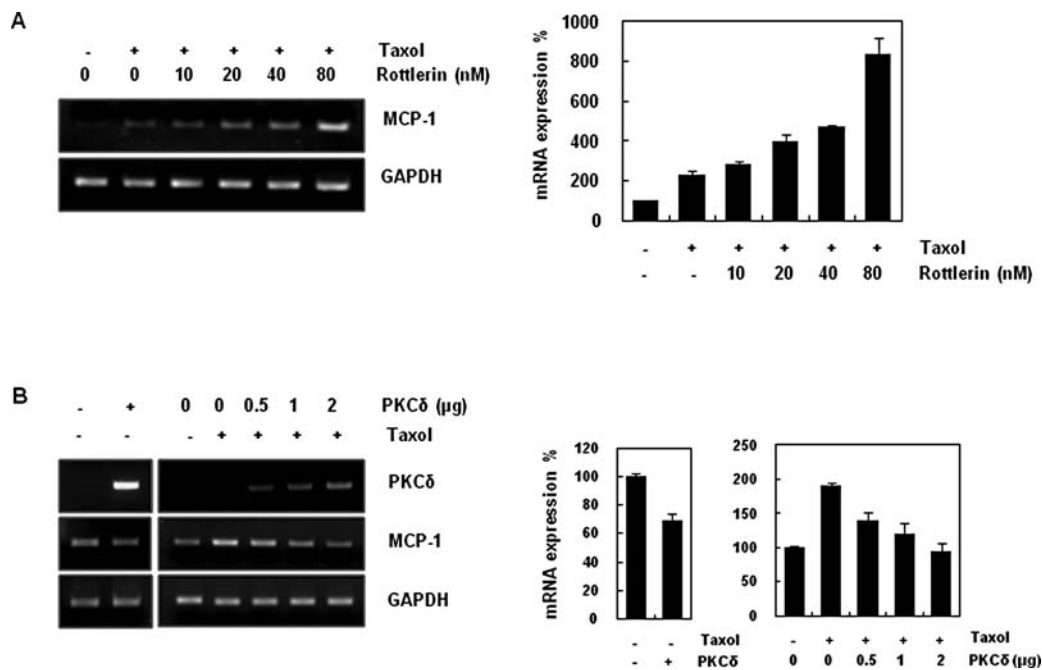 A
- + + + + + Taxol
0 0 10 20 40 80 Rottlerin (nM)
MCP-1
GAPDH
mRNA expression %
1000
800
600
400
200
0
- + + + + + Taxol
- - 10 20 40 80 Rottlerin (nM)
B
- + 0 0 0.5 1 2 PKCδ (μg)
- - - + + + + Taxol
PKCδ
MCP-1
GAPDH
mRNA expression %
120
100
80
60
40
20
0
- - Taxol
- + PKCδ
250
200
150
100
50
0
- + + + + Taxol
0 0 0.5 1 2 PKCδ (μg)